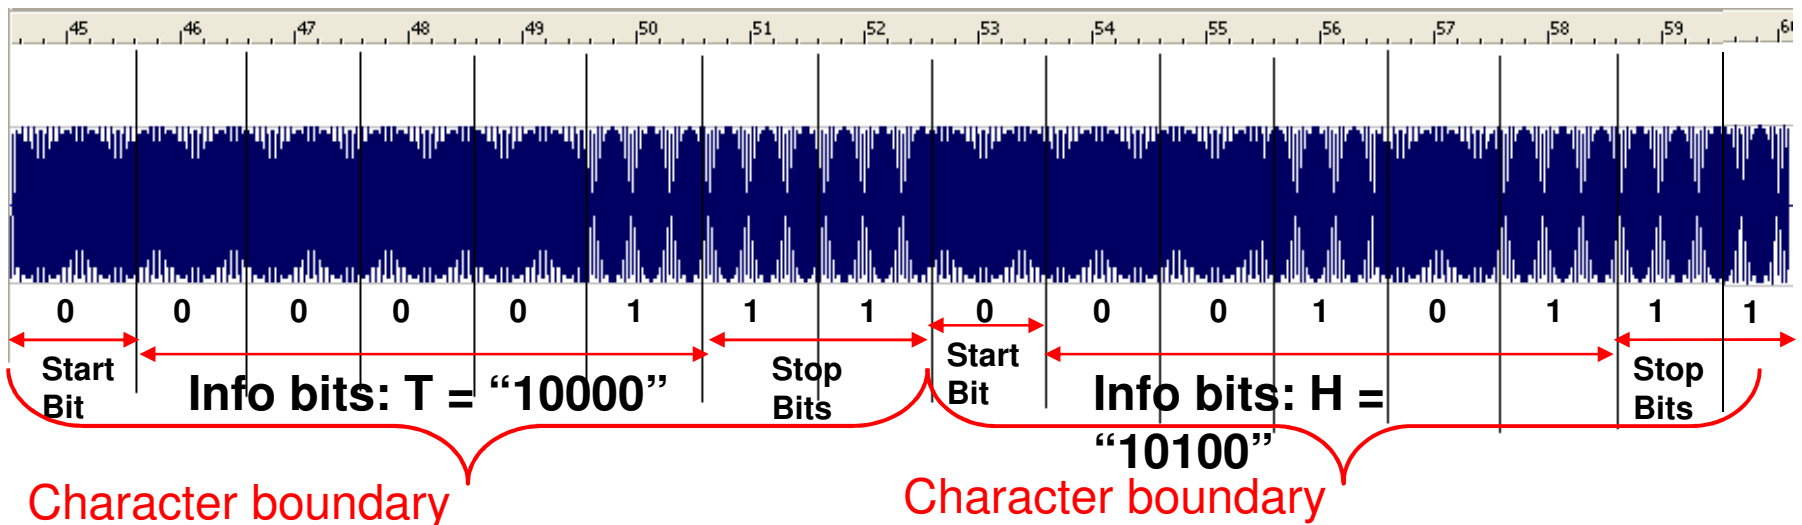 45 46 47 48 49 50 51 52 53 54 55 56 57 58 59
0 0 0 0 0 1 1 1 0 0 0 1 0 1 1 1
Start
Bit
Info bits: T = “10000”
Stop
Bits
Start
Bit
Info bits: H =
“10100”
Stop
Bits
Character boundary
Character boundary